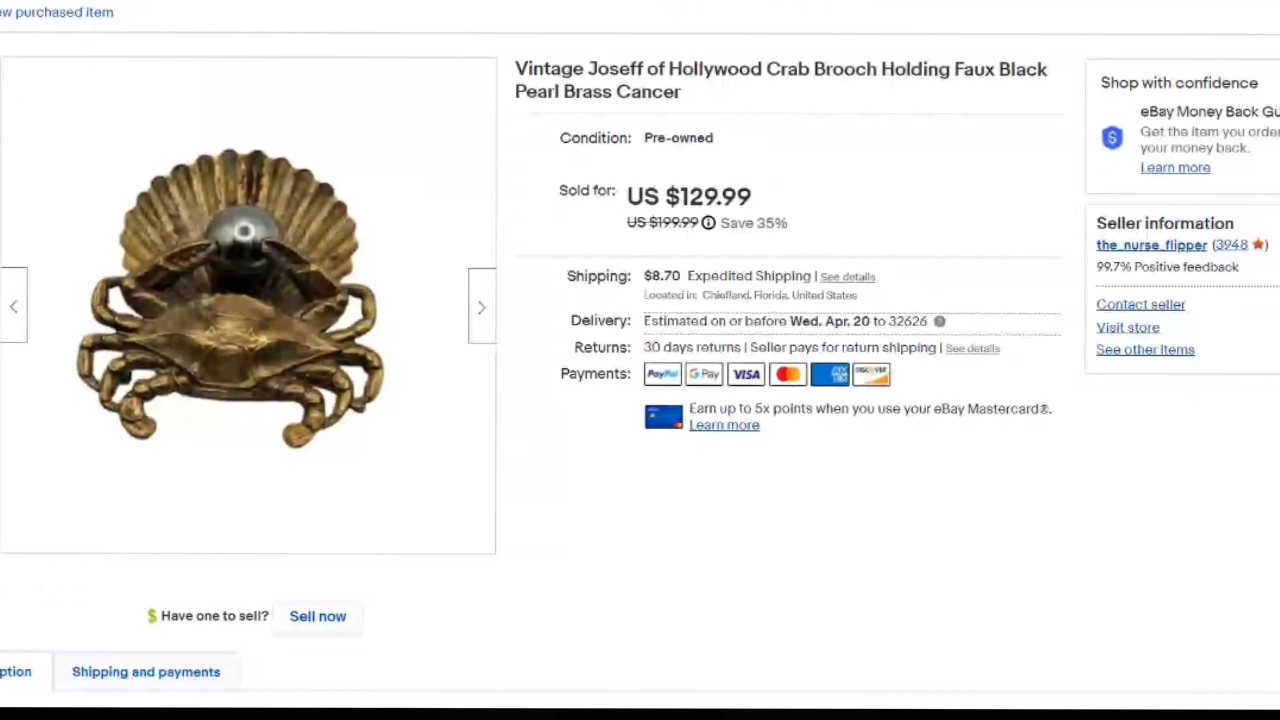 ew purchased item
Vintage Joseff of Hollywood Crab Brooch Holding Faux Black
Pearl Brass Cancer
Condition: Pre-owned
Sold for: US $129.99
US $199.99 Save 35%
Shipping: $8.70 Expedited Shipping | See details
Located in: Chiefland, Florida, United States
Delivery: Estimated on or before Wed. Apr. 20 to 32626
Returns: 30 days returns | Seller pays for return shipping | See details
Payments: PayPal G Pay VISA DISCOVER
Earn up to 5x points when you use your eBay Mastercard®.
Learn more
Shop with confidence
eBay Money Back Gu
Get the item you order
your money back.
Learn more
Seller information
the_nurse_flipper (3948)
99.7% Positive feedback
Contact seller
Visit store
See other items
$ Have one to sell? Sell now
ption
Shipping and payments